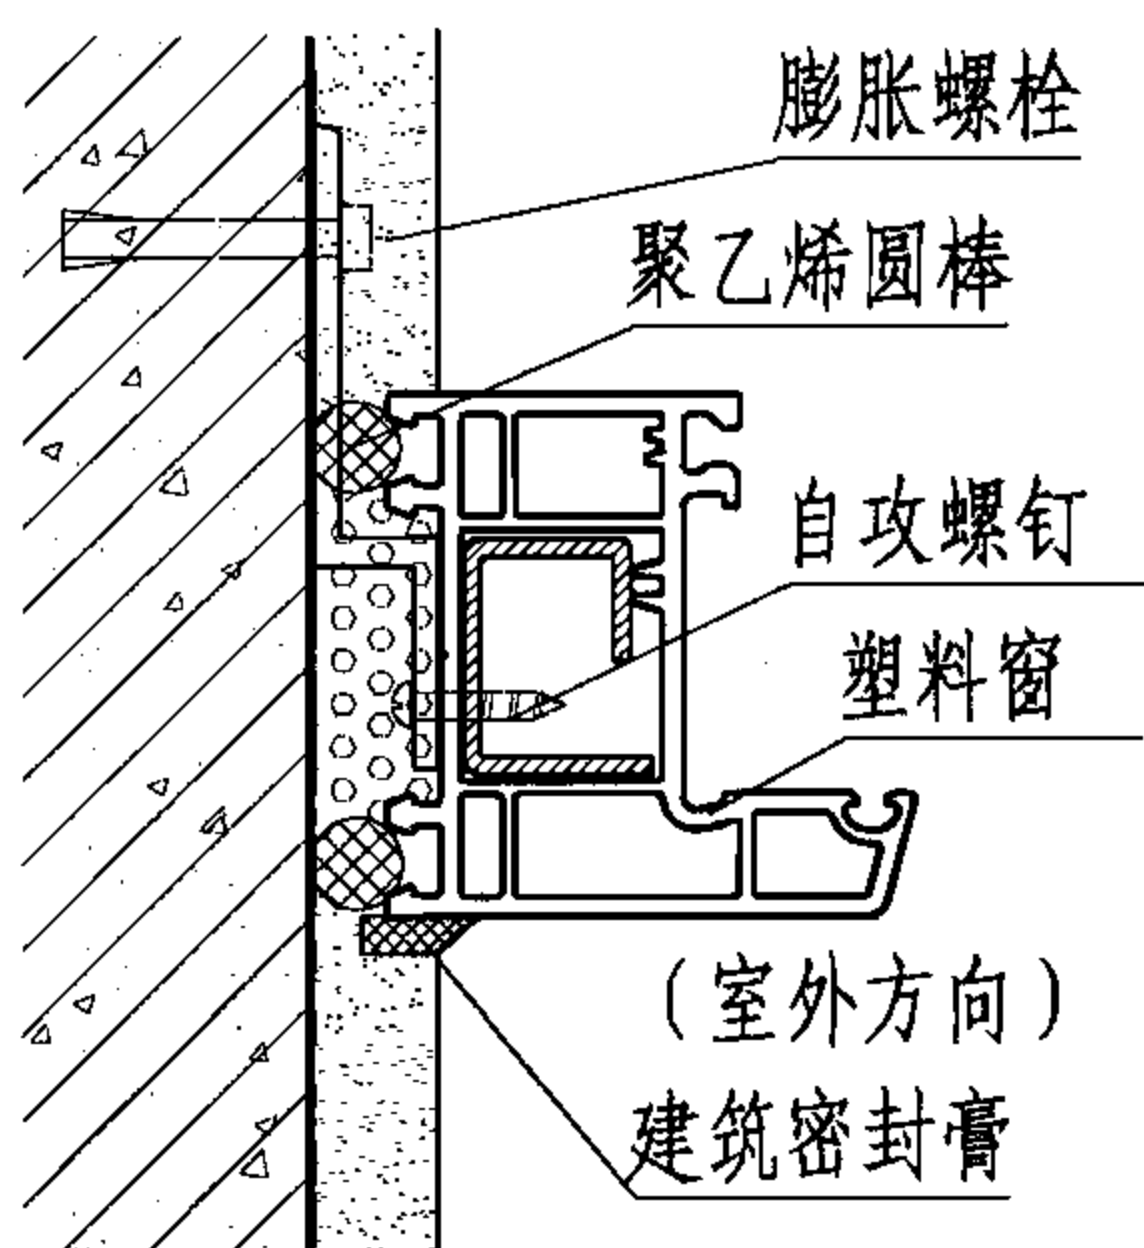 膨胀螺栓
聚乙烯圆棒
自攻螺钉
塑料窗
（室外方向）
建筑密封膏